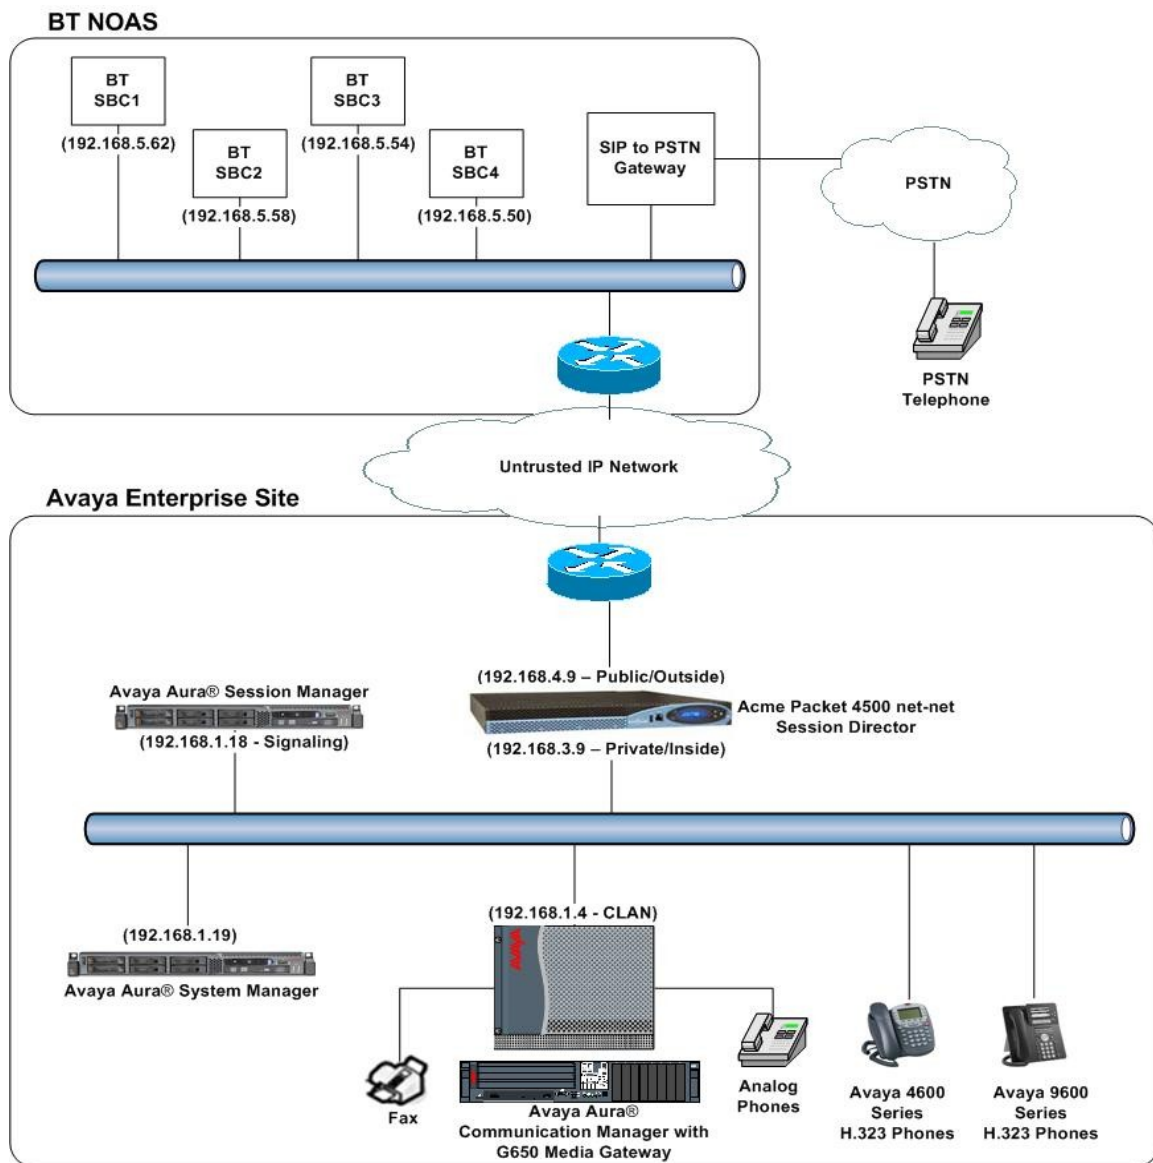 BT NOAS
BT
SBC1
(192.168.5.62)
BT
SBC2
(192.168.5.58)
BT
SBC3
(192.168.5.54)
BT
SBC4
(192.168.5.50)
SIP to PSTN
Gateway
PSTN
PSTN
Telephone
Untrusted IP Network
Avaya Enterprise Site
Avaya Aura® Session Manager
(192.168.1.18 - Signaling)
(192.168.4.9 – Public/Outside)
Acme Packet 4500 net-net
Session Director
(192.168.3.9 – Private/Inside)
(192.168.1.19)
Avaya Aura® System Manager
(192.168.1.4 - CLAN)
AVAYA
Fax
Avaya Aura®
Communication Manager with
G650 Media Gateway
Analog
Phones
Avaya 4600
Series
H.323 Phones
Avaya 9600
Series
H.323 Phones